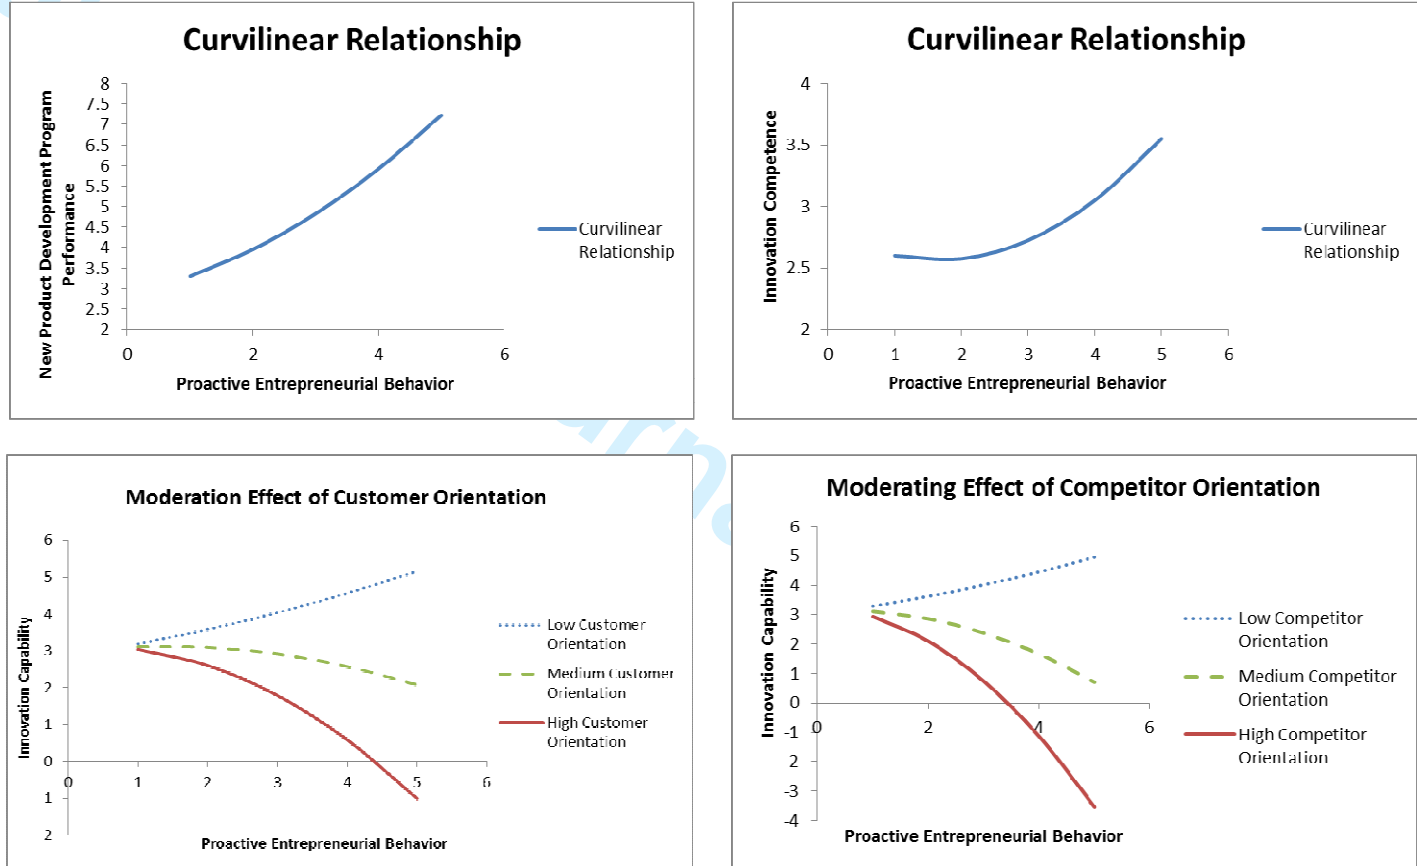 Curvilinear Relationship
New Product Development Program
Performance
8
7.5
7
6.5
6
5.5
5
4.5
4
3.5
3
2.5
2
0
2
4
6
Proactive Entrepreneurial Behavior
Curvilinear
Relationship
Curvilinear Relationship
Innovation Competence
4
3.5
3
2.5
2
0
1
2
3
4
5
6
Proactive Entrepreneurial Behavior
Curvilinear
Relationship
Moderation Effect of Customer Orientation
Innovation Capability
6
5
4
3
2
1
0
1
2
0
1
2
3
4
5
6
Proactive Entrepreneurial Behavior
Low Customer
Orientation
Medium Customer
Orientation
High Customer
Orientation
Moderating Effect of Competitor Orientation
Innovation Capability
6
5
4
3
2
1
0
-1
2
-3
-4
0
2
4
6
Proactive Entrepreneurial Behavior
Low Competitor
Orientation
Medium Competitor
Orientation
High Competitor
Orientation